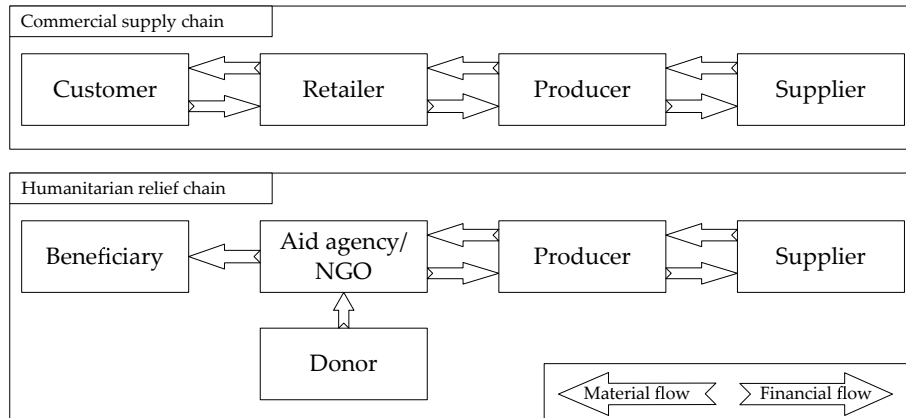 Commercial supply chain
Customer
Retailer
Producer
Supplier
Humanitarian relief chain
Beneficiary
Aid agency/
NGO
Producer
Supplier
Donor
Material flow
Financial flow